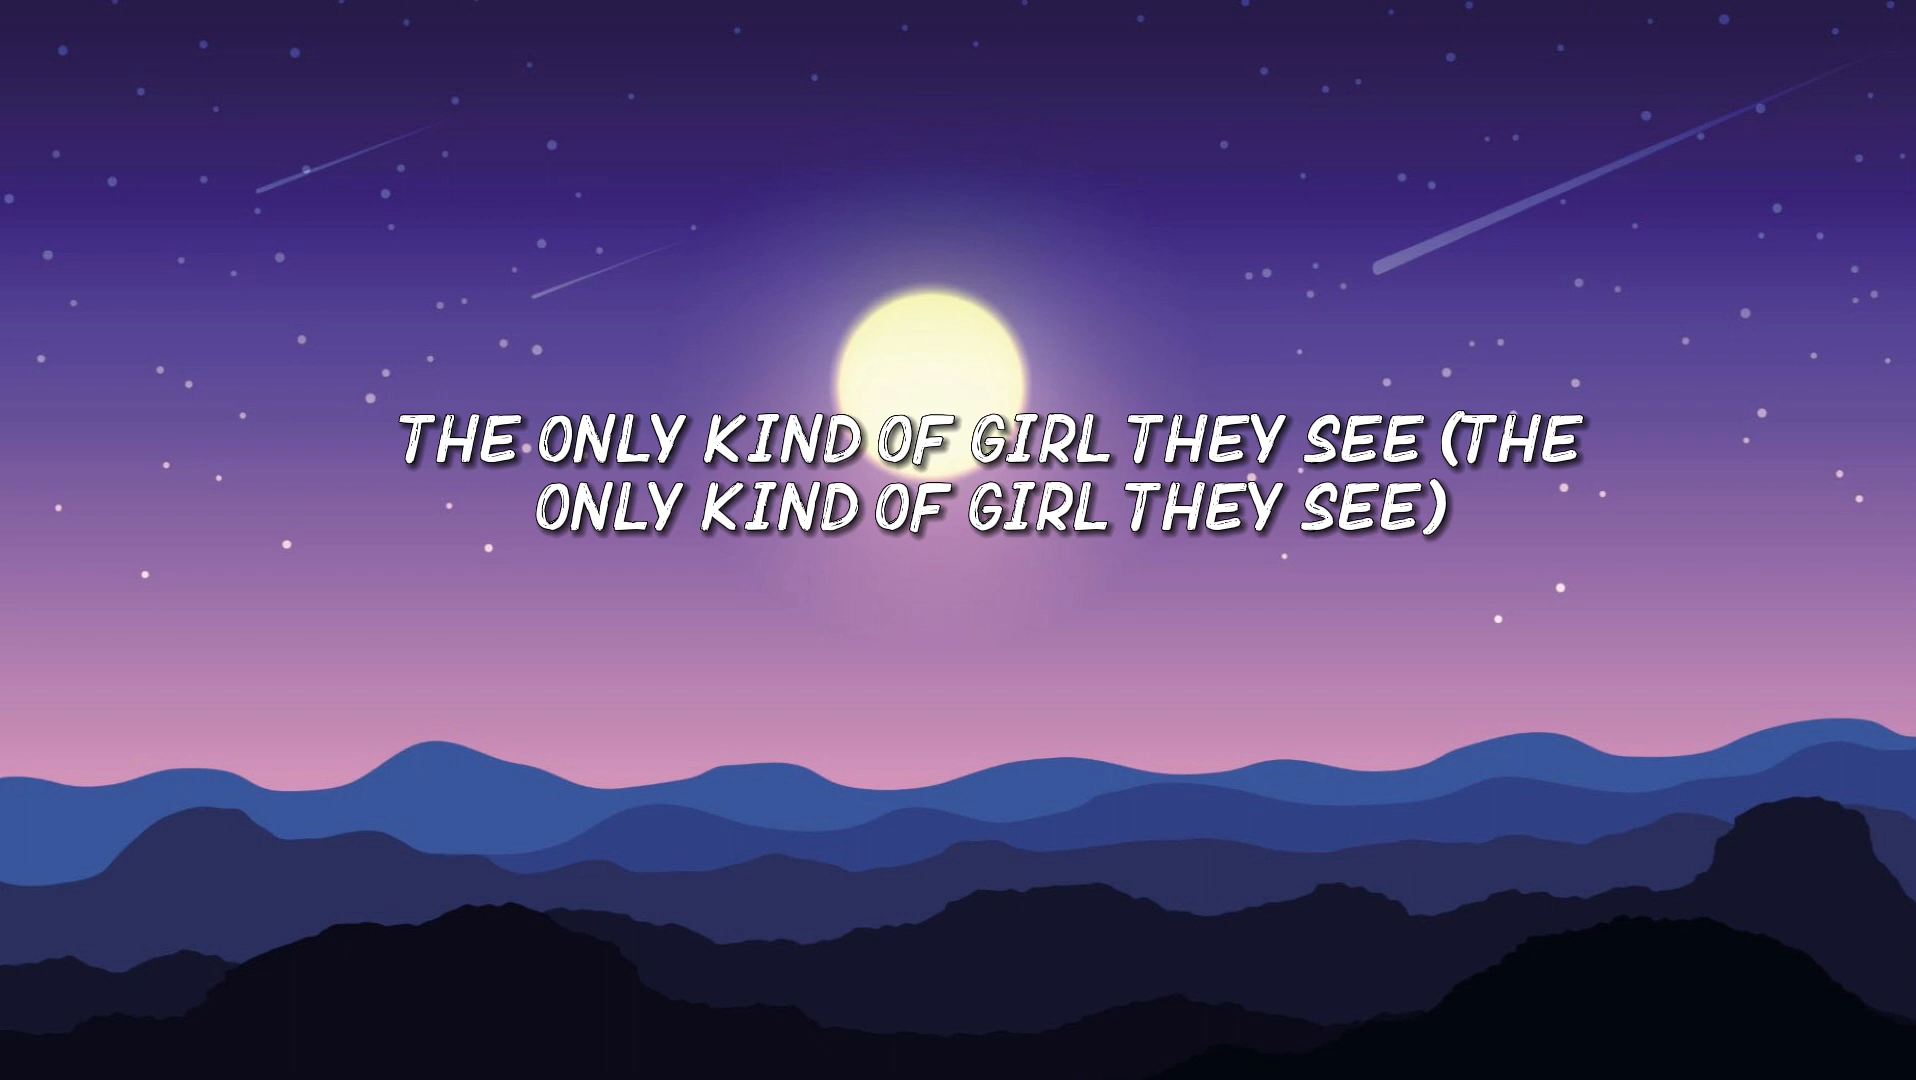 THE ONLY KIND OF GIRL THEY SEE (THE
ONLY KIND OF GIRL THEY SEE)